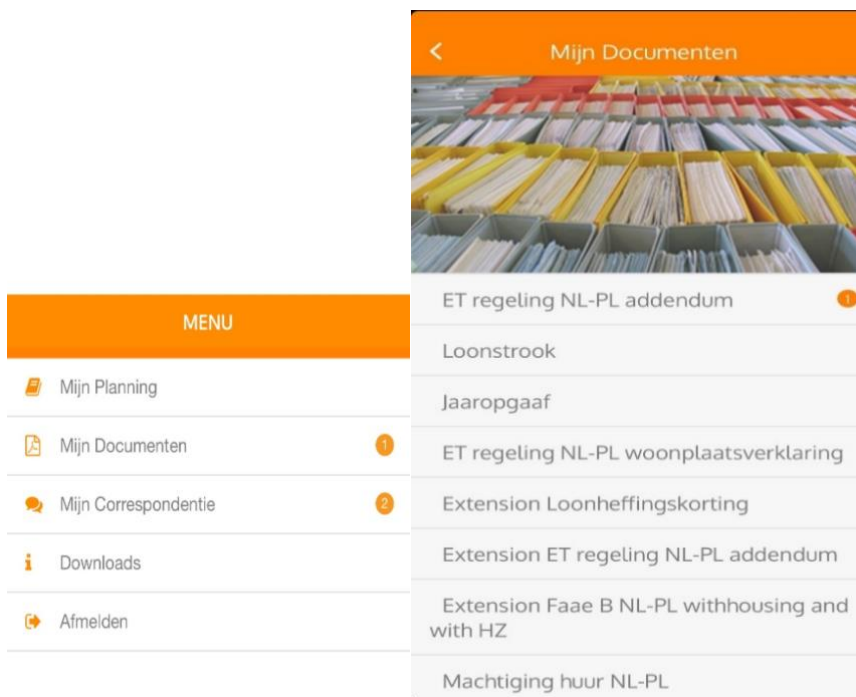 MENU
Mijn Planning
Mijn Documenten 1
Mijn Correspondentie 2
Downloads
Afmelden
Mijn Documenten
ET regeling NL-PL addendum 1
Loonstrook
Jaaropgaaf
ET regeling NL-PL woonplaatsverklaring
Extension Loonheffingskorting
Extension ET regeling NL-PL addendum
Extension Faae B NL-PL withhousing and
with HZ
Machtiging huur NL-PL